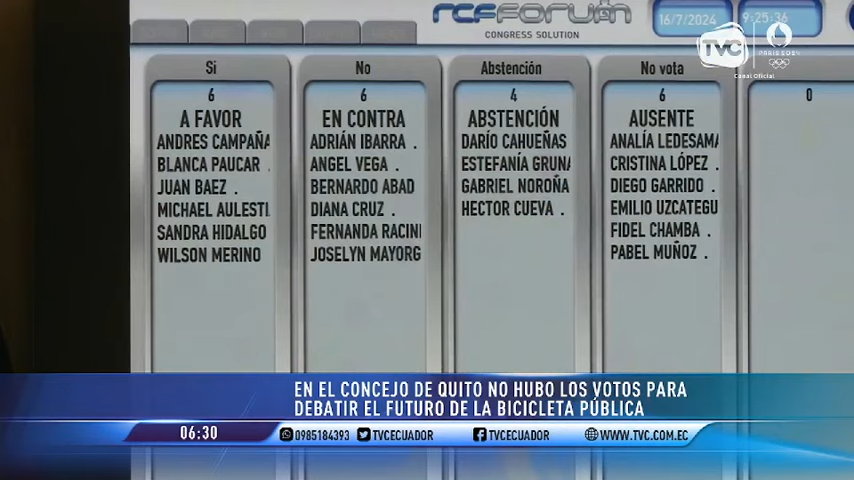 RCFFORUM
CONGRESS SOLUTION
16/7/2024
9:25:36
TVC
PARIS 2024
Canal Oficial
Si
No
Abstención
No vota
6
6
4
6
0
A FAVOR
ANDRES CAMPAÑA
BLANCA PAUCAR .
JUAN BAEZ .
MICHAEL AULESTI
SANDRA HIDALGO
WILSON MERINO
EN CONTRA
ADRIÁN IBARRA .
ANGEL VEGA .
BERNARDO ABAD
DIANA CRUZ .
FERNANDA RACINI
JOSELYN MAYORG
ABSTENCIÓN
DARÍO CAHUEÑAS
ESTEFANÍA GRUNA
GABRIEL NOROÑA
HECTOR CUEVA .
AUSENTE
ANALÍA LEDESMA
CRISTINA LÓPEZ .
DIEGO GARRIDO .
EMILIO UZCATEGU
FIDEL CHAMBA .
PABEL MUÑOZ .
EN EL CONCEJO DE QUITO NO HUBO LOS VOTOS PARA
DEBATIR EL FUTURO DE LA BICICLETA PÚBLICA
06:30
0985184393
TVCECUADOR
TVCECUADOR
WWW.TVC.COM.EC